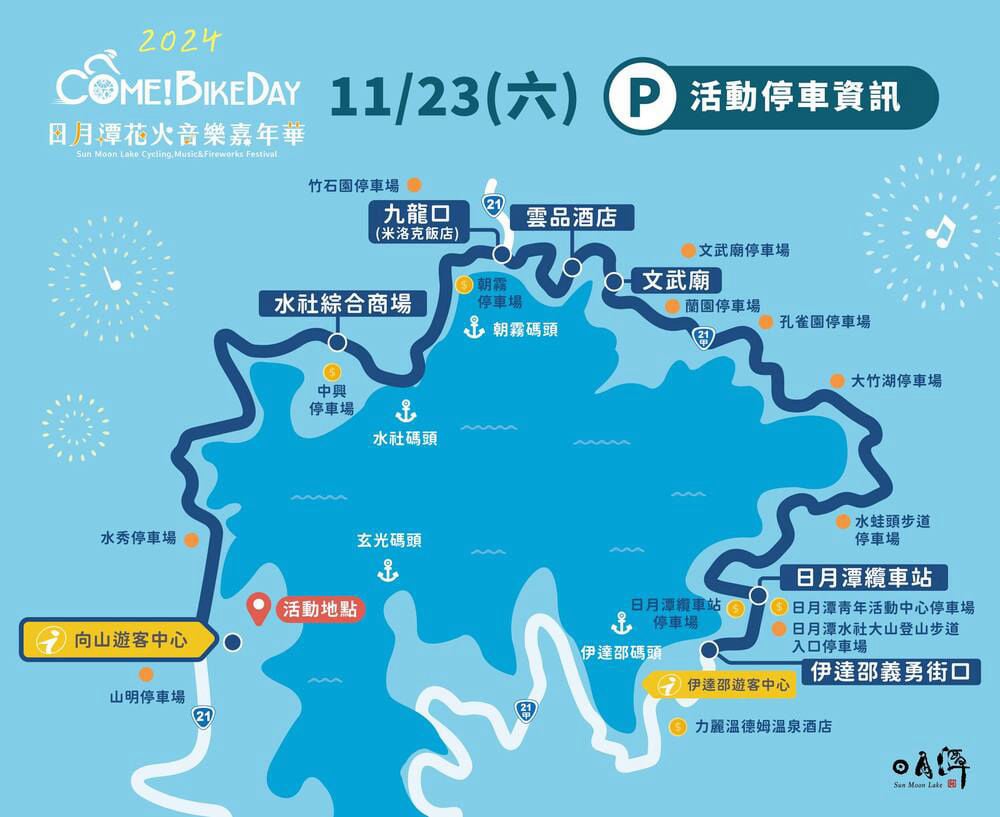 2024
COME!BIKEDAY
日月潭花火音樂嘉年華
Sun Moon Lake Cycling,Music&Fireworks Festival
11/23(六)
P 活動停車資訊
竹石園停車場
九龍口
(米洛克飯店)
21
雲品酒店
文武廟停車場
文武廟
朝霧
停車場
朝霧碼頭
蘭園停車場
孔雀園停車場
21
甲
水社綜合商場
中興
停車場
水社碼頭
大竹湖停車場
水蛙頭步道
停車場
水秀停車場
玄光碼頭
日月潭纜車站
日月潭纜車站
停車場
日月潭青年活動中心停車場
日月潭水社大山登山步道
入口停車場
活動地點
向山遊客中心
伊達邵碼頭
伊達邵義勇街口
伊達邵遊客中心
山明停車場
21
21
甲
力麗溫德姆溫泉酒店
日月潭
Sun Moon Lake